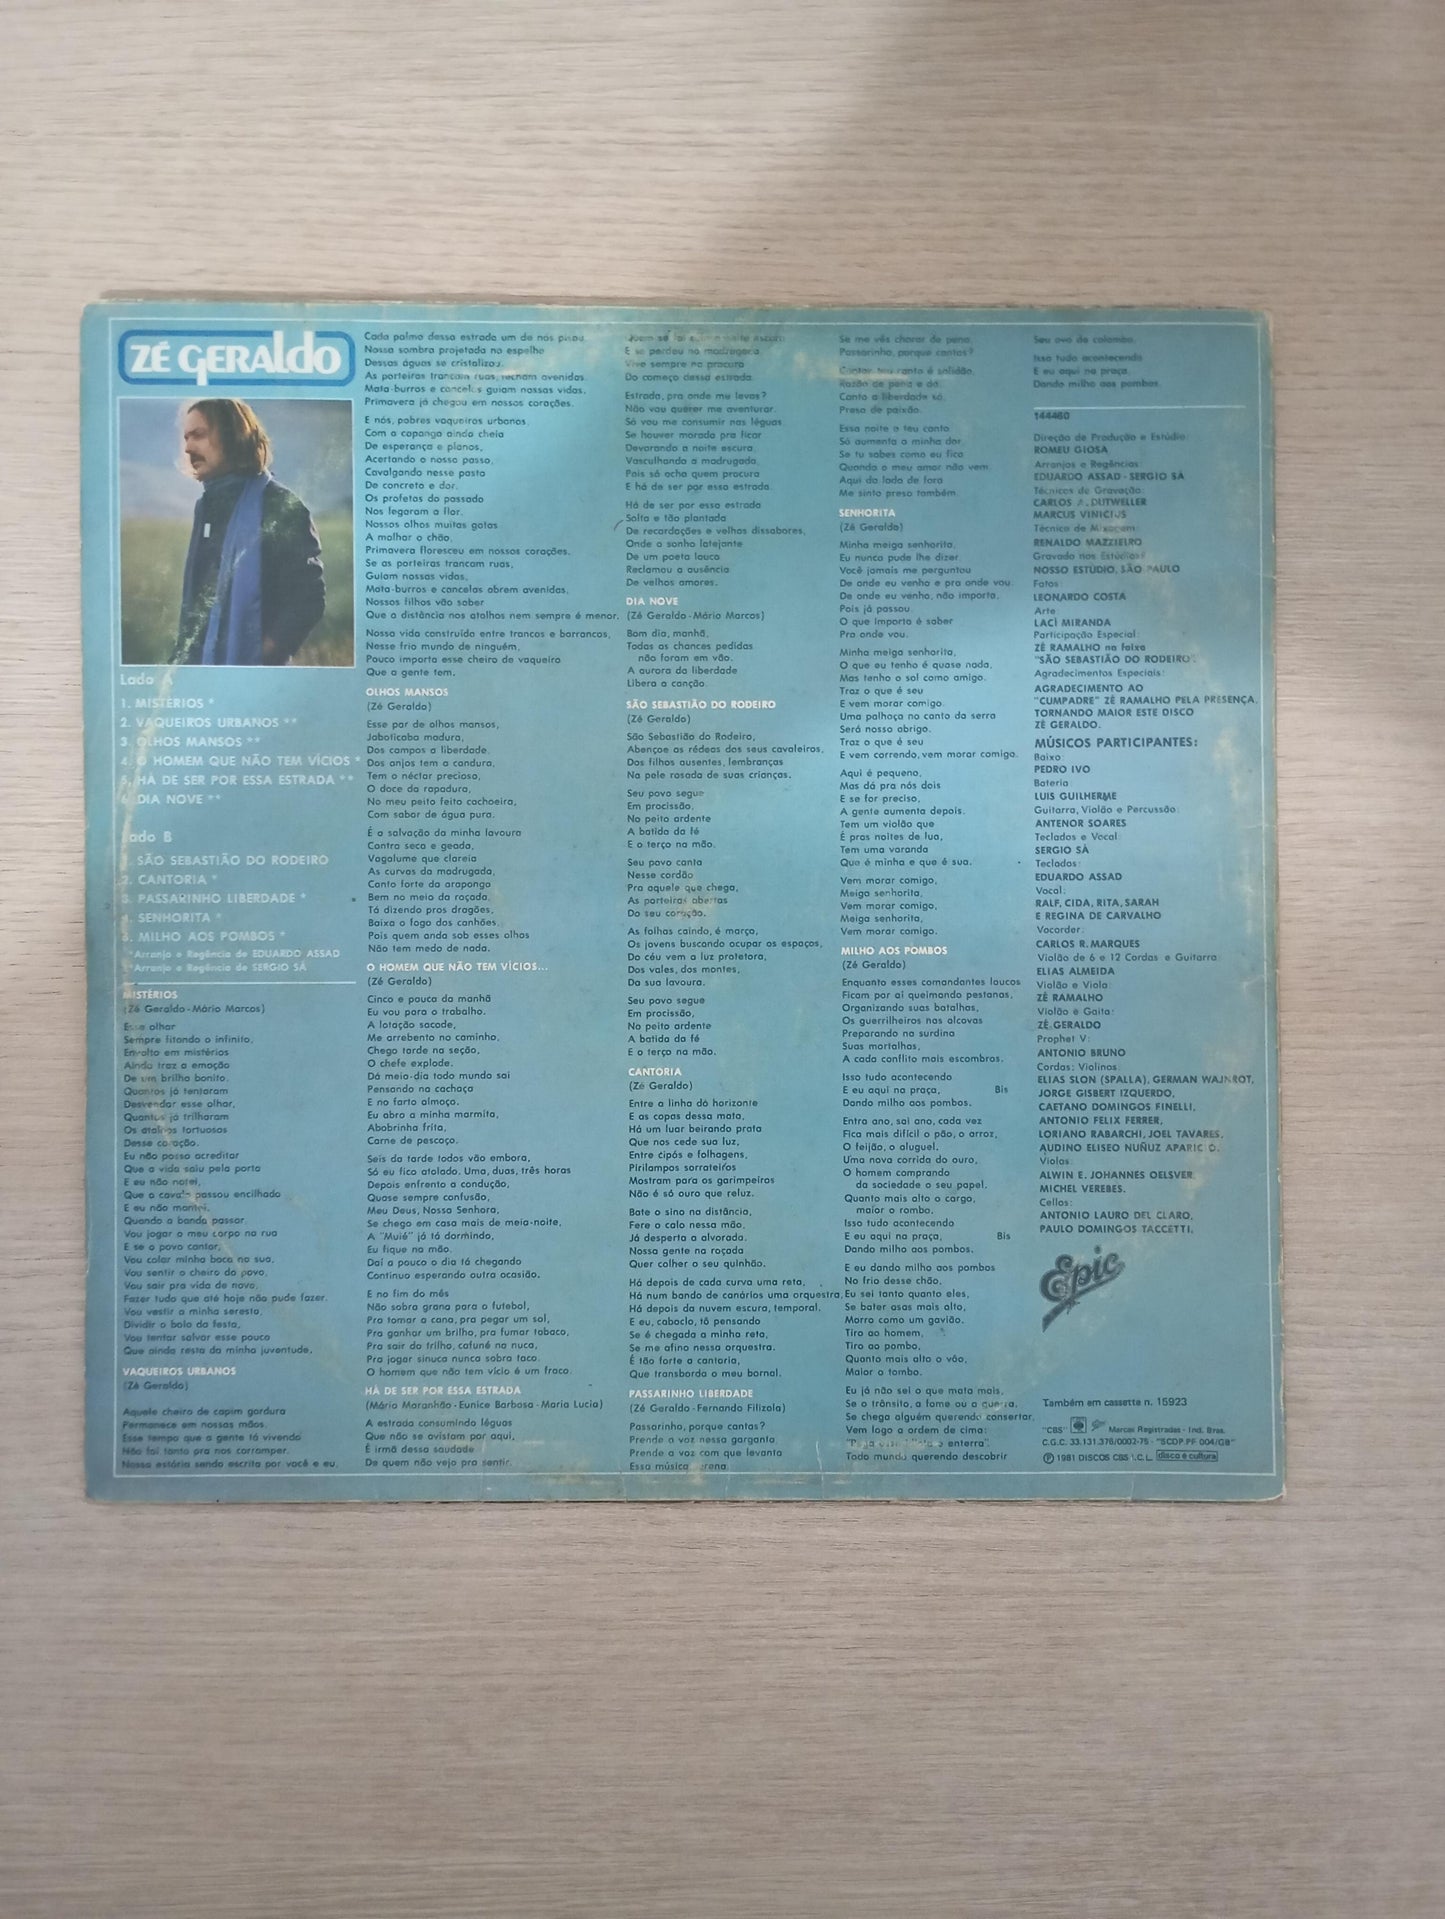 ZÉ GERALDO
Lado A
1. MISTÉRIOS *
2. VAQUEIROS URBANOS **
3. OLHOS MANSOS **
4. O HOMEM QUE NÃO TEM VÍCIOS *
5. HÁ DE SER POR ESSA ESTRADA **
6. DIA NOVE **
Lado B
1. SÃO SEBASTIÃO DO RODEIRO
2. CANTORIA *
3. PASSARINHO LIBERDADE *
4. SENHORITA *
5. MILHO AOS POMBOS *
*Arranjo e Regência de EDUARDO ASSAD
**Arranjo e Regência de SERGIO SÁ
MISTÉRIOS
(Zé Geraldo - Mário Marcos)
Esse olhar
Sempre fitando o infinito,
Envolto em mistérios
Ainda traz a emoção
De um brilho bonito.
Quantos já tentaram
Desvendar esse olhar,
Quantos já trilharam
Os atalhos tortuosos
Desse coração.
Eu não posso acreditar
Que a vida saiu pela porta
E eu não notei,
Que o cavalo passou encilhado
E eu não montei.
Quando a banda passar
Vou jogar o meu corpo na rua
E se o povo cantar,
Vou colar minha boca na sua,
Vou sentir o cheiro do povo,
Vou sair pra vida de novo,
Fazer tudo que até hoje não pude fazer.
Vou vestir a minha seresta,
Dividir o bolo da festa,
Vou tentar salvar esse pouco
Que ainda resta da minha juventude.
VAQUEIROS URBANOS
(Zé Geraldo)
Aquele cheiro de capim gordura
Permanece em nossas mãos.
Esse tempo que a gente tá vivendo
Não foi tanto pra nos corromper.
Nossa estória sendo escrita por você e eu.
Cada palmo dessa estrada um de nós pisou.
Nossa sombra projetada no espelho
Dessas águas se cristalizou.
As porteiras trancam ruas, fecham avenidas.
Mata-burros e cancelas guiam nossas vidas.
Primavera já chegou em nossos corações.
E nós, pobres vaqueiros urbanos,
Com a capanga ainda cheia
De esperança e planos,
Acertando o nosso passo,
Cavalgando nesse pasto
De concreto e dor.
Os profetas do passado
Nos legaram a flor.
Nossos olhos muitas gotas
A molhar o chão.
Primavera floresceu em nossos corações.
Se as porteiras trancam ruas,
Guiam nossas vidas,
Mata-burros e cancelas abrem avenidas.
Nossos filhos vão saber
Que a distância nos atalhos nem sempre é menor.
Nossa vida construída entre trancos e barrancos,
Nesse frio mundo de ninguém,
Pouco importa esse cheiro de vaqueiro
Que a gente tem.
OLHOS MANSOS
(Zé Geraldo)
Esse par de olhos mansos,
Jaboticaba madura,
Dos campos a liberdade.
Dos anjos tem a candura,
Tem o néctar precioso,
O doce da rapadura,
No meu peito feito cachoeira,
Com sabor de água pura.
É a salvação da minha lavoura
Contra seca e geada,
Vagalume que clareia
As curvas da madrugada,
Canto forte da araponga
Bem no meio da roçada.
Tá dizendo pros dragões,
Baixa o fogo dos canhões,
Pois quem anda sob esses olhos
Não tem medo de nada.
O HOMEM QUE NÃO TEM VÍCIOS...
(Zé Geraldo)
Cinco e pouco da manhã
Eu vou para o trabalho.
A lotação sacode,
Me arrebento no caminho,
Chego tarde na seção,
O chefe explode.
Dá meio-dia todo mundo sai
Pensando na cachaça
E no farto almoço.
Eu abro a minha marmita,
Abobrinha frita,
Carne de pescoço.
Seis da tarde todos vão embora,
Só eu fico atolado. Uma, duas, três horas
Depois enfrento a condução,
Quase sempre confusão,
Meu Deus, Nossa Senhora,
Se chego em casa mais de meia-noite,
A "Muié" já tá dormindo,
Eu fique na mão.
Daí a pouco o dia tá chegando
Continuo esperando outra ocasião.
E no fim do mês
Não sobra grana para o futebol,
Pra tomar a cana, pra pegar um sol,
Pra ganhar um brilho, pra fumar tabaco,
Pra sair do trilho, cafuné na nuca,
Pra jogar sinuca nunca sobra taco.
O homem que não tem vício é um fraco.
HÁ DE SER POR ESSA ESTRADA
(Mário Maranhão - Eunice Barbosa - Maria Lucia)
A estrada consumindo léguas
Que não se avistam por aqui,
É irmã dessa saudade
De quem não vejo pra sentir.
Quem se foi
E se perdeu na madrugada
Vive sempre na procura
Do começo dessa estrada.
Estrada, pra onde me levas?
Não vou querer me aventurar.
Só vou me consumir nas léguas
Se houver morada pra ficar
Devorando a noite escura,
Vasculhando a madrugada,
Pois só acha quem procura
E há de ser por essa estrada.
Há de ser por essa estrada
Solta e tão plantada
De recordações e velhos dissabores,
Onde o sonho latejante
De um poeta louco
Reclamou a ausência
De velhos amores.
DIA NOVE
(Zé Geraldo - Mário Marcos)
Bom dia, manhã,
Todas as chances pedidas
não foram em vão.
A aurora da liberdade
Libera a canção.
SÃO SEBASTIÃO DO RODEIRO
(Zé Geraldo)
São Sebastião do Rodeiro,
Abençoe as rédeas dos seus cavaleiros,
Dos filhos ausentes, lembranças
Na pele rosada de suas crianças.
Seu povo segue
Em procissão,
No peito ardente
A batida da fé
E o terço na mão.
Seu povo canta
Nesse cordão
Pra aquele que chega,
As porteiras abertas
Do seu coração.
As folhas caindo, é março,
Os jovens buscando ocupar os espaços,
Do céu vem a luz protetora,
Dos vales, dos montes,
Da sua lavoura.
Seu povo segue
Em procissão,
No peito ardente
A batida da fé
E o terço na mão.
CANTORIA
(Zé Geraldo)
Entre a linha do horizonte
E as copas dessa mata,
Há um luar beirando prata
Que nos cede sua luz,
Entre cipós e folhagens,
Pirilampos sorrateiros
Mostram para os garimpeiros
Não é só ouro que reluz.
Bate o sino na distância,
Fere o calo nessa mão,
Já desperta a alvorada.
Nossa gente na roçada
Quer colher o seu quinhão.
Há depois de cada curva uma reta,
Há num bando de canários uma orquestra,
Há depois da nuvem escura, temporal.
E eu, caboclo, tô pensando
Se é chegada a minha reta,
Se me afino nessa orquestra.
É tão forte a cantoria,
Que transborda o meu bornal.
PASSARINHO LIBERDADE
(Zé Geraldo - Fernando Filizola)
Passarinho, porque cantas?
Prende a voz nessa garganta,
Prende a voz com que levanta
Essa música serena.
Se me vês chorar de pena,
Passarinho, porque cantas?
Cantar teu canto é solidão,
Razão de pena e dó.
Canto a liberdade só,
Preso de paixão.
Essa noite o teu canto
Só aumenta a minha dor,
Se tu sabes como eu fico
Quando o meu amor não vem.
Aqui do lado de fora
Me sinto preso também.
SENHORITA
(Zé Geraldo)
Minha meiga senhorita,
Eu nunca pude lhe dizer.
Você jamais me perguntou
De onde eu venho e pra onde vou.
De onde eu venho, não importa,
Pois já passou.
O que importa é saber
Pra onde vou.
Minha meiga senhorita,
O que eu tenho é quase nada,
Mas tenho o sol como amigo.
Traz o que é seu
E vem morar comigo.
Uma palhoça no canto da serra
Será nosso abrigo.
Traz o que é seu
E vem correndo, vem morar comigo.
Aqui é pequeno,
Mas dá pra nós dois
E se for preciso,
A gente aumenta depois.
Tem um violão que
É pras noites de lua,
Tem uma varanda
Que é minha e que é sua.
Vem morar comigo,
Meiga senhorita,
Vem morar comigo,
Meiga senhorita,
Vem morar comigo.
MILHO AOS POMBOS
(Zé Geraldo)
Enquanto esses comandantes loucos
Ficam por aí queimando pestanas,
Organizando suas batalhas,
Os guerrilheiros nas alcovas
Preparando na surdina
Suas mortalhas,
A cada conflito mais escombros.
Isso tudo acontecendo
E eu aqui na praça, Bis
Dando milho aos pombos.
Entra ano, sai ano, cada vez
Fica mais difícil o pão, o arroz,
O feijão, o aluguel.
Uma nova corrida do ouro,
O homem comprando
da sociedade o seu papel.
Quanto mais alto o cargo,
maior o rombo.
Isso tudo acontecendo
E eu aqui na praça, Bis
Dando milho aos pombos.
E eu dando milho aos pombos
No frio desse chão,
Eu sei tanto quanto eles,
Se bater asas mais alto,
Morro como um gavião.
Tiro ao homem,
Tiro ao pombo,
Quanto mais alto o vôo,
Maior o tombo.
Eu já não sei o que mata mais,
Se o trânsito, a fome ou a guerra.
Se chega alguém querendo consertar,
Vem logo a ordem de cima:
"Pega esse idiota e enterra".
Todo mundo querendo descobrir
Seu ovo de colombo.
Isso tudo acontecendo
E eu aqui na praça,
Dando milho aos pombos.
144460
Direção de Produção e Estúdio:
ROMEU GIOSA
Arranjos e Regências:
EDUARDO ASSAD - SERGIO SÁ
Técnicos de Gravação:
CARLOS A. DUTWELLER
MARCUS VINICIUS
Técnico de Mixagem:
RENALDO MAZZIEIRO
Gravado nos Estúdios:
NOSSO ESTÚDIO, SÃO PAULO
Fotos:
LEONARDO COSTA
Arte
LACÍ MIRANDA
Participação Especial:
ZÉ RAMALHO na faixa
"SÃO SEBASTIÃO DO RODEIRO".
Agradecimentos Especiais:
AGRADECIMENTO AO
"CUMPADRE" ZÉ RAMALHO PELA PRESENÇA,
TORNANDO MAIOR ESTE DISCO
ZÉ GERALDO.
MÚSICOS PARTICIPANTES:
Baixo
PEDRO IVO
Bateria:
LUIS GUILHERME
Guitarra, Violão e Percussão:
ANTENOR SOARES
Teclados e Vocal:
SERGIO SÁ
Teclados:
EDUARDO ASSAD
Vocal:
RALF, CIDA, RITA, SARAH
E REGINA DE CARVALHO
Vocorder:
CARLOS R. MARQUES
Violão de 6 e 12 Cordas e Guitarra:
ELIAS ALMEIDA
Violão e Viola:
ZÉ RAMALHO
Violão e Gaita:
ZÉ GERALDO
Prophet V:
ANTONIO BRUNO
Cordas: Violinos:
ELIAS SLON (SPALLA), GERMAN WAJNROT,
JORGE GISBERT IZQUERDO,
CAETANO DOMINGOS FINELLI,
ANTONIO FELIX FERRER,
LORIANO RABARCHI, JOEL TAVARES,
AUDINO ELISEO NUÑUZ APARICIO.
Violas:
ALWIN E. JOHANNES OELSVER
MICHEL VEREBES.
Cellos:
ANTONIO LAURO DEL CLARO,
PAULO DOMINGOS TACCETTI,
Epic
Também em cassette n. 15923
"CBS" Epic Marcas Registradas - Ind. Bras.
C.G.C. 33.131.376/0002-75 - "SCDP.PF 004/GB"
Ⓟ 1981 DISCOS CBS I.C.L. disco é cultura